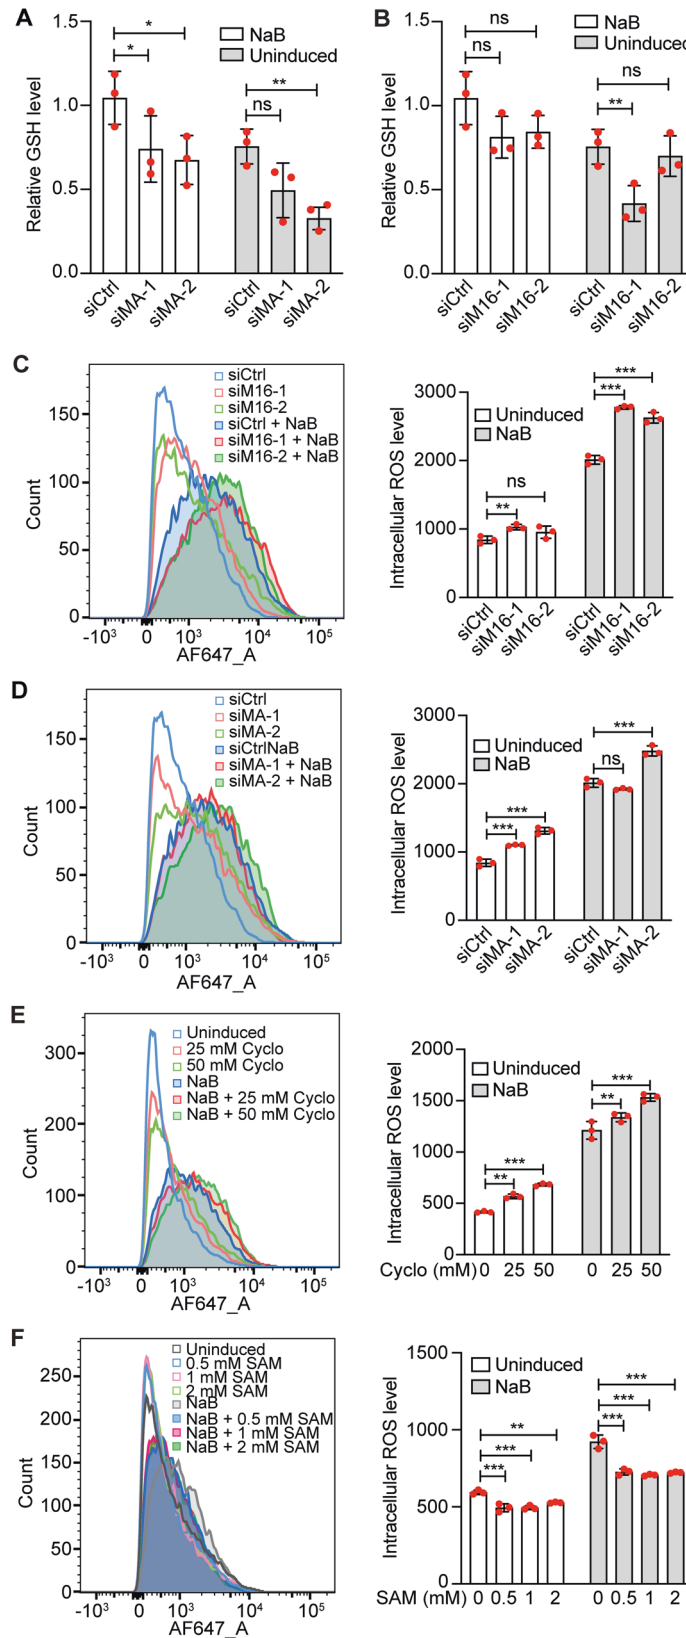 A
Relative GSH level
1.5
1.0
0.5
0.0
NaB
Uninduced
*
*
**
ns
siCtrl
siMA-1
siMA-2
siCtrl
siMA-1
siMA-2
B
Relative GSH level
1.5
1.0
0.5
0.0
NaB
Uninduced
ns
ns
ns
**
siCtrl
siM16-1
siM16-2
siCtrl
siM16-1
siM16-2
C
Count
150
100
50
0
siCtrl
siM16-1
siM16-2
siCtrl + NaB
siM16-1 + NaB
siM16-2 + NaB
-10³ 0 10³ 10⁴ 10⁵
AF647_A
Intracellular ROS level
3000
2000
1000
0
Uninduced
NaB
ns
**
***
***
siCtrl
siM16-1
siM16-2
siCtrl
siM16-1
siM16-2
D
Count
150
100
50
0
siCtrl
siMA-1
siMA-2
siCtrlNaB
siMA-1 + NaB
siMA-2 + NaB
-10³ 0 10³ 10⁴ 10⁵
AF647_A
Intracellular ROS level
3000
2000
1000
0
Uninduced
NaB
***
***
***
ns
siCtrl
siMA-1
siMA-2
siCtrl
siMA-1
siMA-2
E
Count
300
200
100
0
Uninduced
25 mM Cyclo
50 mM Cyclo
NaB
NaB + 25 mM Cyclo
NaB + 50 mM Cyclo
-10³ 0 10³ 10⁴ 10⁵
AF647_A
Intracellular ROS level
2000
1500
1000
500
0
Uninduced
NaB
***
**
***
**
Cyclo (mM) 0 25 50 0 25 50
F
Count
250
200
150
100
50
0
Uninduced
0.5 mM SAM
1 mM SAM
2 mM SAM
NaB
NaB + 0.5 mM SAM
NaB + 1 mM SAM
NaB + 2 mM SAM
-10³ 0 10³ 10⁴ 10⁵
AF647_A
Intracellular ROS level
1500
1000
500
0
Uninduced
NaB
**
***
***
***
***
***
SAM (mM) 0 0.5 1 2 0 0.5 1 2